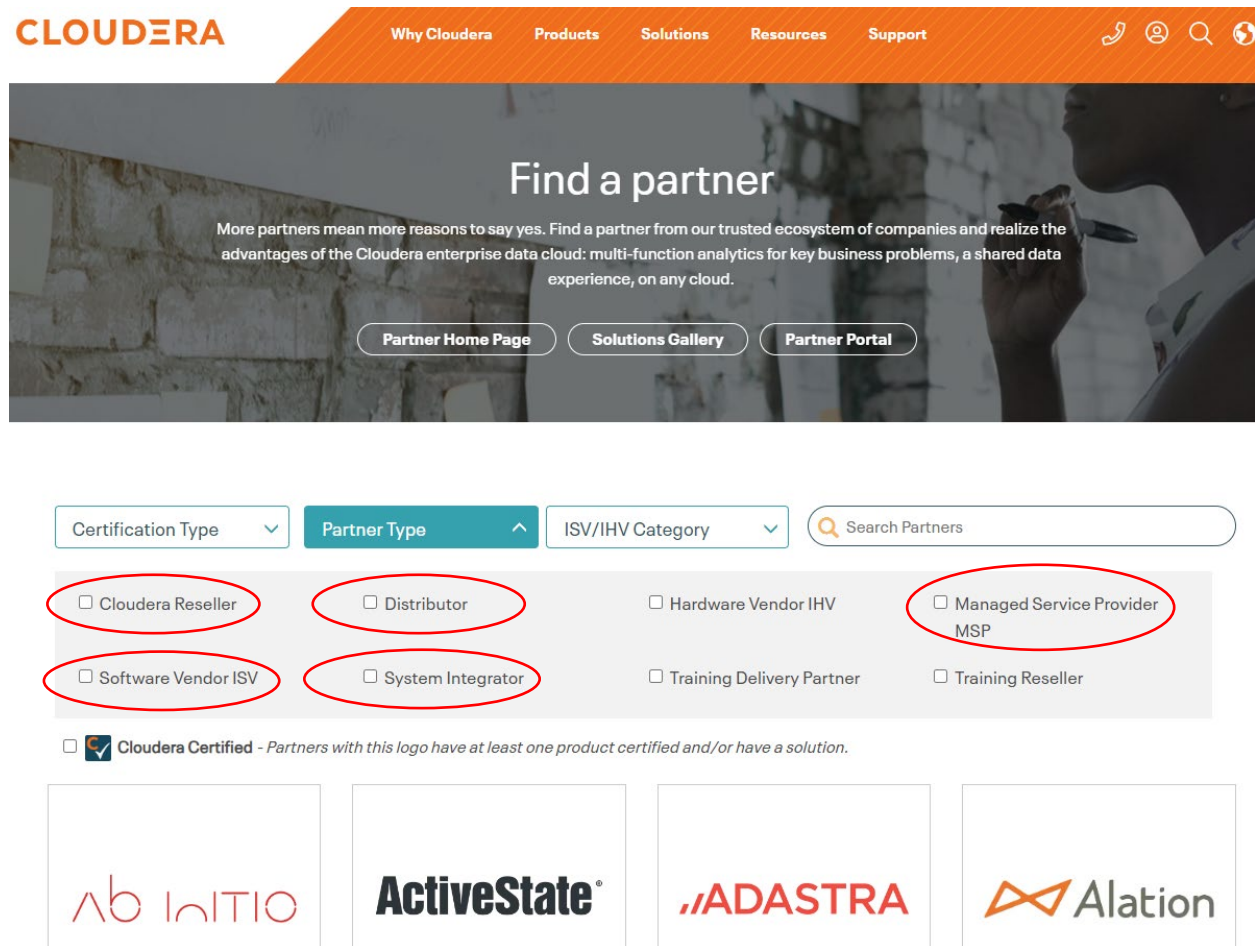 CLOUDERA
Why Cloudera Products Solutions Resources Support
Find a partner
More partners mean more reasons to say yes. Find a partner from our trusted ecosystem of companies and realize the
advantages of the Cloudera enterprise data cloud: multi-function analytics for key business problems, a shared data
experience, on any cloud.
Partner Home Page Solutions Gallery Partner Portal
Certification Type Partner Type ISV/IHV Category Search Partners
Cloudera Reseller Distributor Hardware Vendor IHV Managed Service Provider
MSP
Software Vendor ISV System Integrator Training Delivery Partner Training Reseller
Cloudera Certified - Partners with this logo have at least one product certified and/or have a solution.
Ab Initio ActiveState® ADASTRA Alation